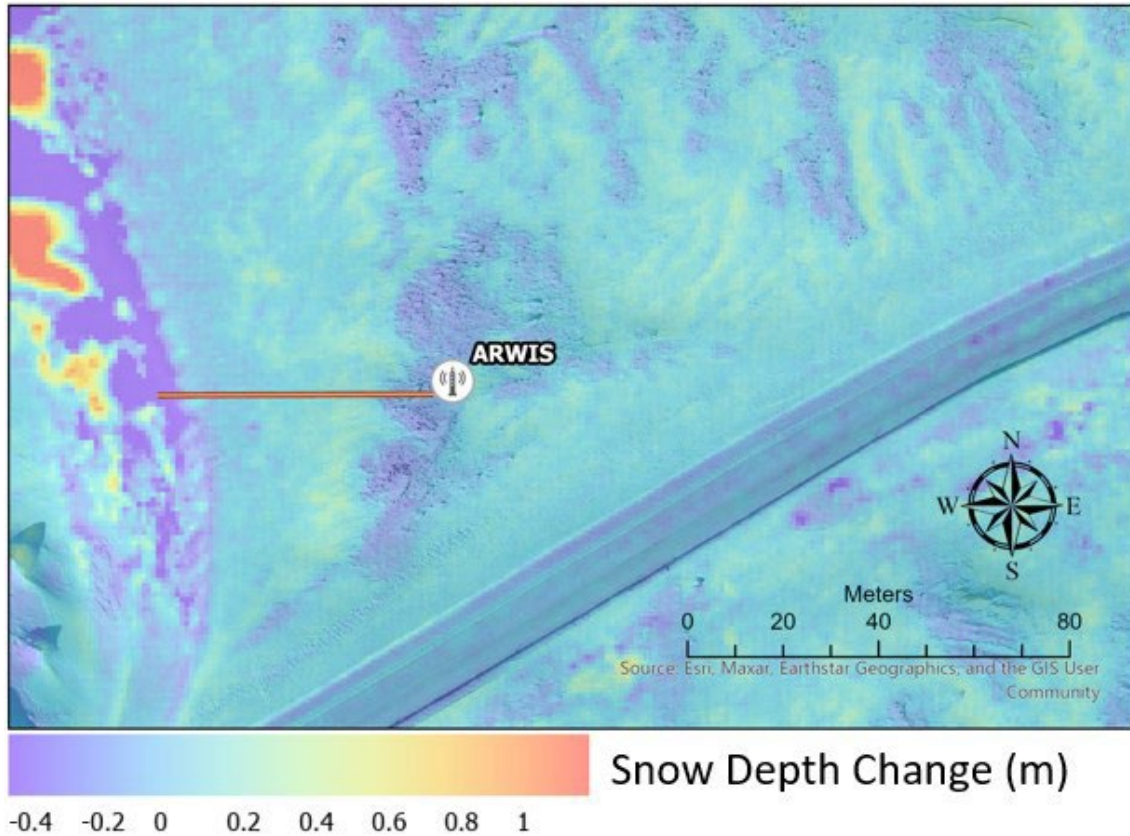 ARWIS
N
W E
S
Meters
0 20 40 80
Source: Esri, Maxar, Earthstar Geographics, and the GIS User
Community
Snow Depth Change (m)
-0.4 -0.2 0 0.2 0.4 0.6 0.8 1